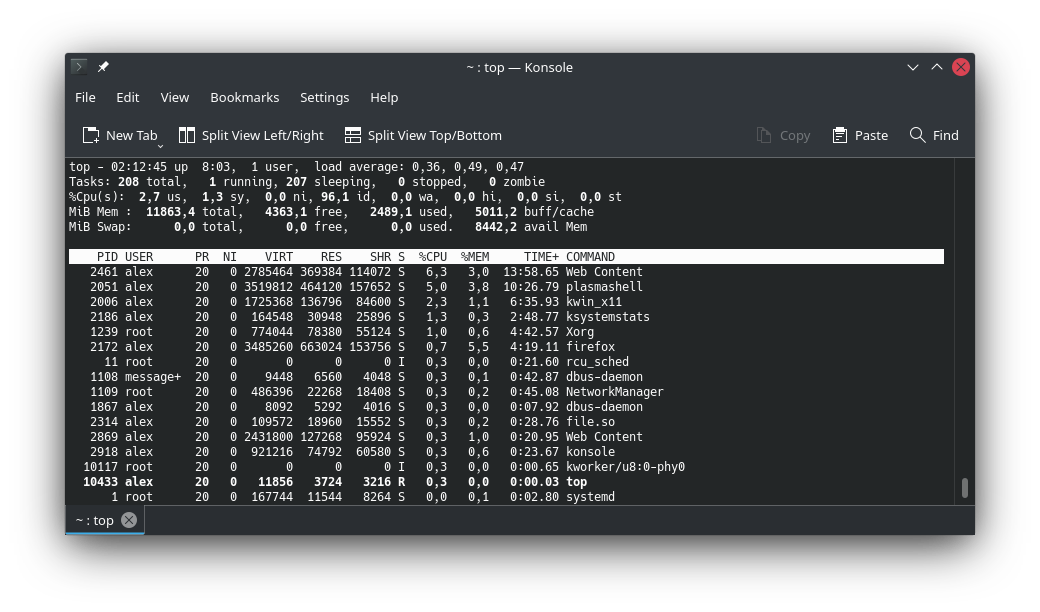 ~ : top — Konsole
File Edit View Bookmarks Settings Help
New Tab Split View Left/Right Split View Top/Bottom Copy Paste Find
top - 02:12:45 up  8:03,  1 user,  load average: 0,36, 0,49, 0,47
Tasks: 208 total,   1 running, 207 sleeping,   0 stopped,   0 zombie
%Cpu(s):  2,7 us,  1,3 sy,  0,0 ni, 96,1 id,  0,0 wa,  0,0 hi,  0,0 si,  0,0 st
MiB Mem :  11863,4 total,   4363,1 free,   2489,1 used,   5011,2 buff/cache
MiB Swap:      0,0 total,      0,0 free,      0,0 used.   8442,2 avail Mem
    PID USER      PR  NI    VIRT    RES    SHR S  %CPU  %MEM     TIME+ COMMAND
   2461 alex      20   0 2785464 369384 114072 S   6,3   3,0  13:58.65 Web Content
   2051 alex      20   0 3519812 464120 157652 S   5,0   3,8  10:26.79 plasmashell
   2006 alex      20   0 1725368 136796  84600 S   2,3   1,1   6:35.93 kwin_x11
   2186 alex      20   0  164548  30948  25896 S   1,3   0,3   2:48.77 ksystemstats
   1239 root      20   0  774044  78380  55124 S   1,0   0,6   4:42.57 Xorg
   2172 alex      20   0 3485260 663024 153756 S   0,7   5,5   4:19.11 firefox
     11 root      20   0       0      0      0 I   0,3   0,0   0:21.60 rcu_sched
   1108 message+  20   0    9448   6560   4048 S   0,3   0,1   0:42.87 dbus-daemon
   1109 root      20   0  486396  22268  18408 S   0,3   0,2   0:45.08 NetworkManager
   1867 alex      20   0    8092   5292   4016 S   0,3   0,0   0:07.92 dbus-daemon
   2314 alex      20   0  109572  18960  15552 S   0,3   0,2   0:28.76 file.so
   2869 alex      20   0 2431800 127268  95924 S   0,3   1,0   0:20.95 Web Content
   2918 alex      20   0  921216  74792  60580 S   0,3   0,6   0:23.67 konsole
  10117 root      20   0       0      0      0 I   0,3   0,0   0:00.65 kworker/u8:0-phy0
  10433 alex      20   0   11856   3724   3216 R   0,3   0,0   0:00.03 top
      1 root      20   0  167744  11544   8264 S   0,0   0,1   0:02.80 systemd
~ : top